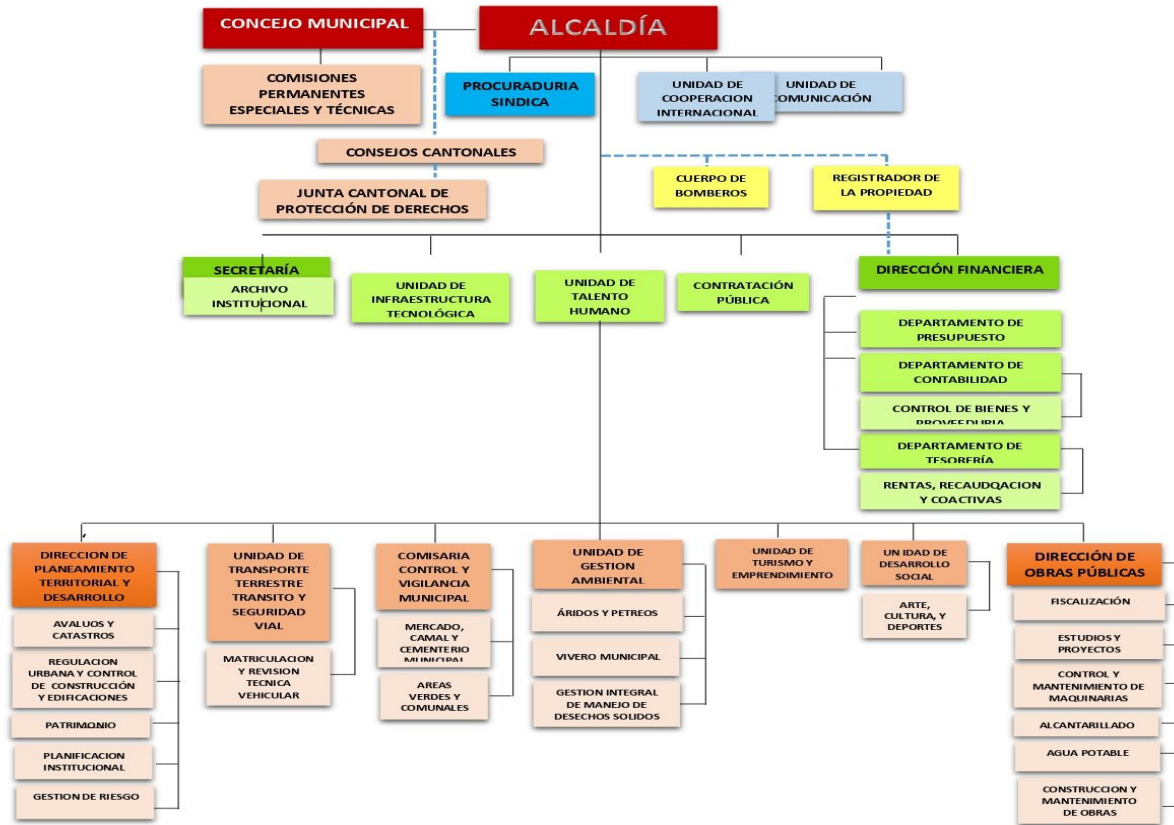 CONCEJO MUNICIPAL
ALCALDÍA
COMISIONES
PERMANENTES
ESPECIALES Y TÉCNICAS
PROCURADURIA
SINDICA
UNIDAD DE
COOPERACION
INTERNACIONAL
UNIDAD DE
COMUNICACIÓN
CONSEJOS CANTONALES
JUNTA CANTONAL DE
PROTECCIÓN DE DERECHOS
CUERPO DE
BOMBEROS
REGISTRADOR DE
LA PROPIEDAD
SECRETARÍA
ARCHIVO
INSTITUCIONAL
UNIDAD DE
INFRAESTRUCTURA
TECNOLÓGICA
UNIDAD DE
TALENTO
HUMANO
CONTRATACIÓN
PÚBLICA
DIRECCIÓN FINANCIERA
DEPARTAMENTO DE
PRESUPUESTO
DEPARTAMENTO DE
CONTABILIDAD
CONTROL DE BIENES Y
PROVEEDURIA
DEPARTAMENTO DE
TESORERÍA
RENTAS, RECAUDQACION
Y COACTIVAS
DIRECCION DE
PLANEAMIENTO
TERRITORIAL Y
DESARROLLO
AVALUOS Y
CATASTROS
REGULACION
URBANA Y CONTROL
DE CONSTRUCCIÓN
Y EDIFICACIONES
PATRIMONIO
PLANIFICACION
INSTITUCIONAL
GESTION DE RIESGO
UNIDAD DE
TRANSPORTE
TERRESTRE
TRANSITO Y
SEGURIDAD
VIAL
MATRICULACION
Y REVISION
TECNICA
VEHICULAR
COMISARIA
CONTROL Y
VIGILANCIA
MUNICIPAL
MERCADO,
CAMAL Y
CEMENTERIO
MUNICIPAL
AREAS
VERDES Y
COMUNALES
UNIDAD DE
GESTION
AMBIENTAL
ÁRIDOS Y PETREOS
VIVERO MUNICIPAL
GESTION INTEGRAL
DE MANEJO DE
DESECHOS SOLIDOS
UNIDAD DE
TURISMO Y
EMPRENDIMIENTO
UNIDAD DE
DESARROLLO
SOCIAL
ARTE,
CULTURA, Y
DEPORTES
DIRECCIÓN DE
OBRAS PÚBLICAS
FISCALIZACIÓN
ESTUDIOS Y
PROYECTOS
CONTROL Y
MANTENIMIENTO DE
MAQUINARIAS
ALCANTARILLADO
AGUA POTABLE
CONSTRUCCION Y
MANTENIMIENTO
DE OBRAS